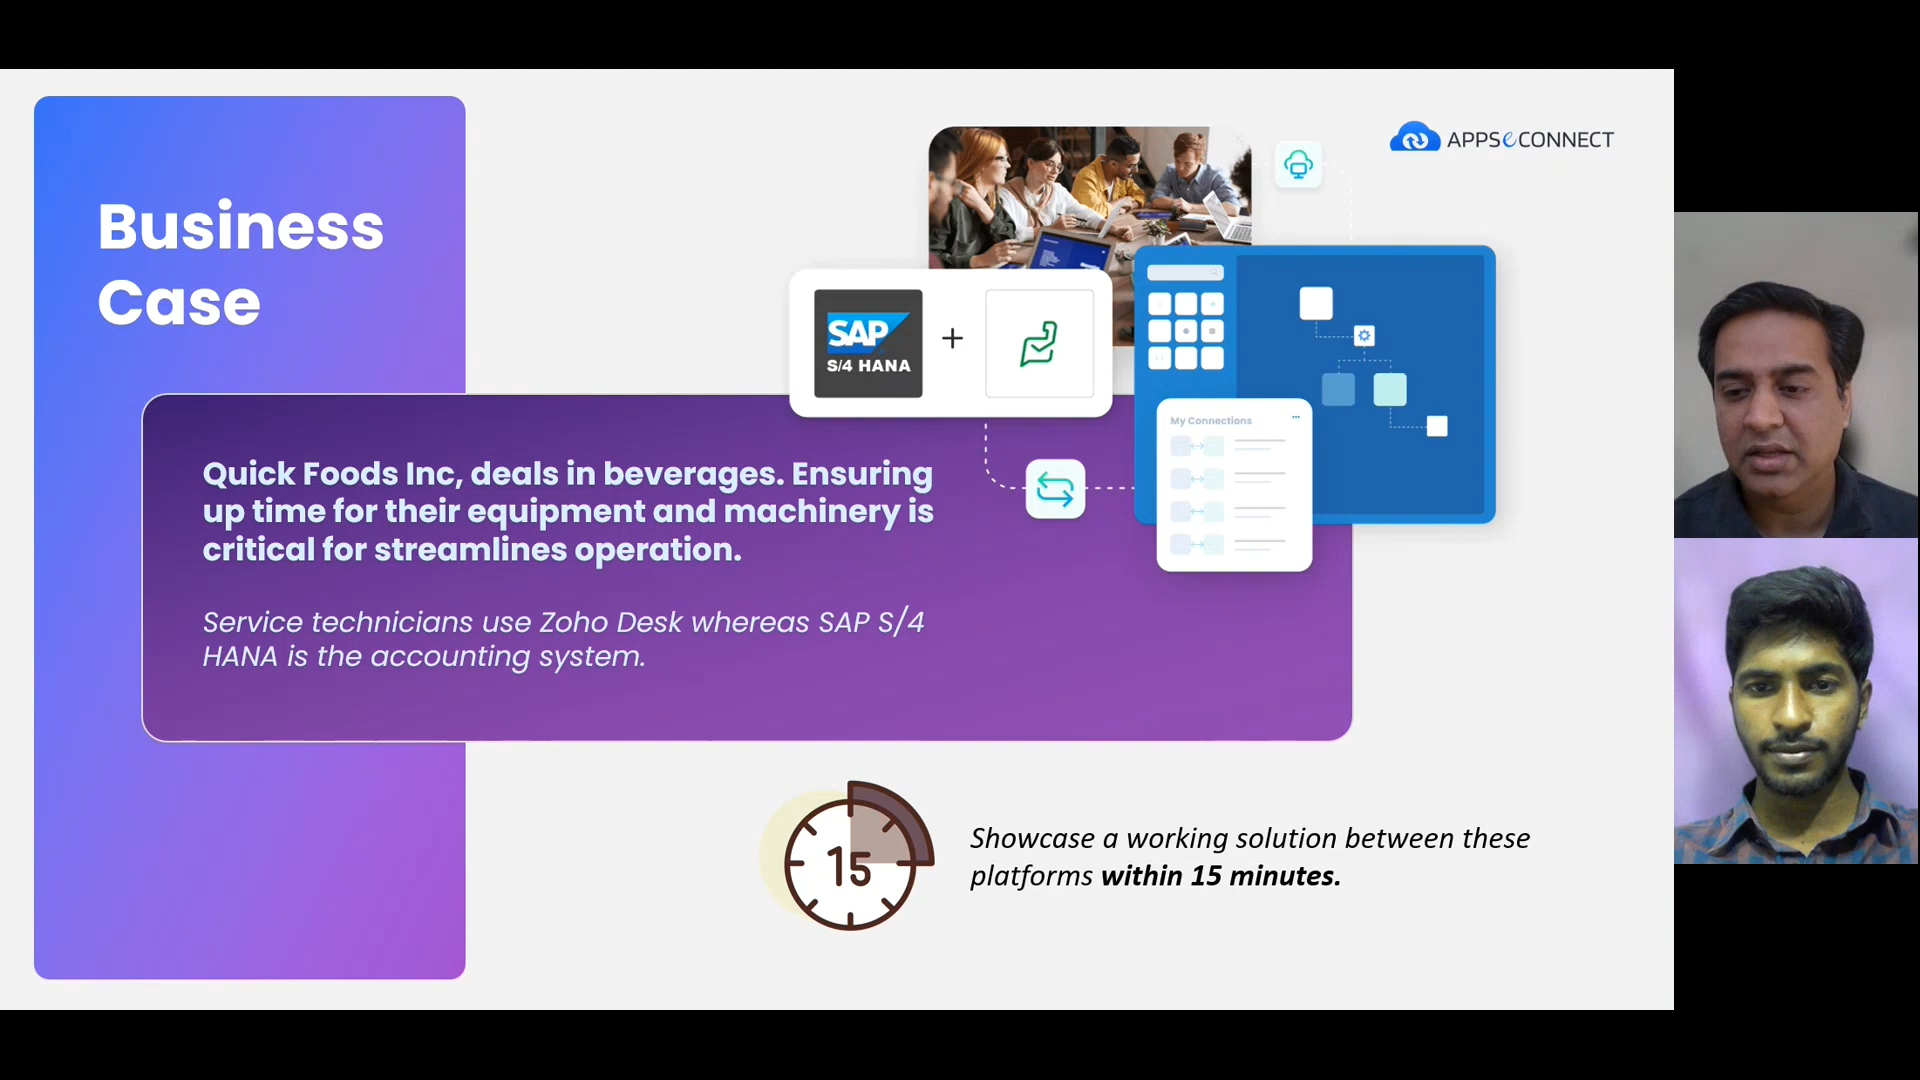 Business
Case
APPSeCONNECT
SAP
S/4 HANA
+
My Connections
Quick Foods Inc, deals in beverages. Ensuring
up time for their equipment and machinery is
critical for streamlines operation.
Service technicians use Zoho Desk whereas SAP S/4
HANA is the accounting system.
15
Showcase a working solution between these
platforms within 15 minutes.